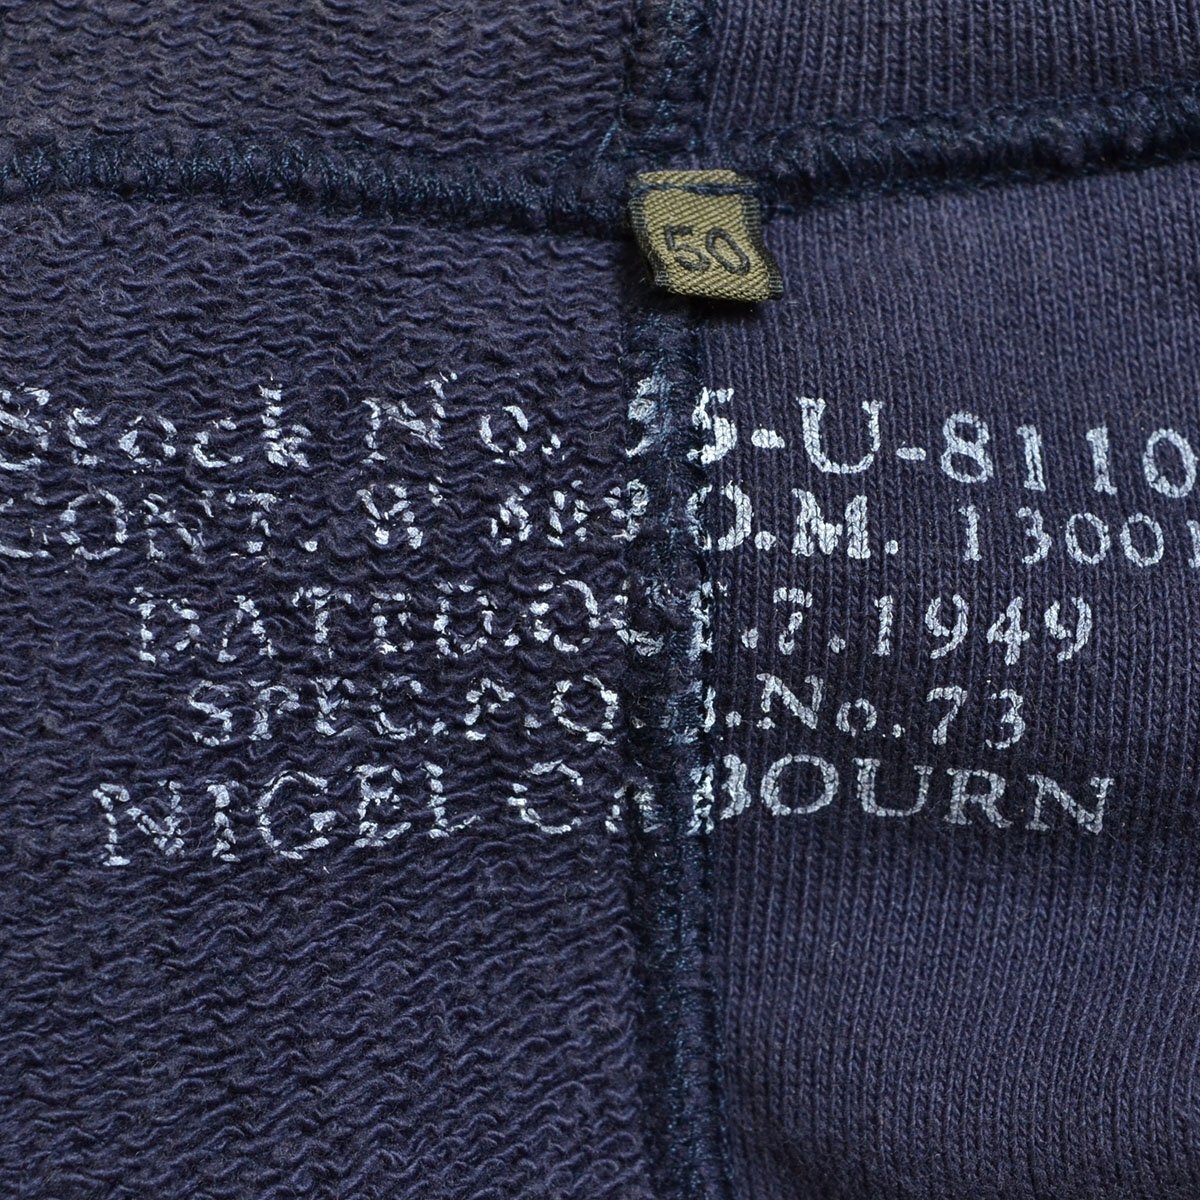 50
Stock No. 55-U-8110
CONT. O.M. 13001
DATED OCT.7.1949
SPEC. No. 73
NIGEL CABOURN